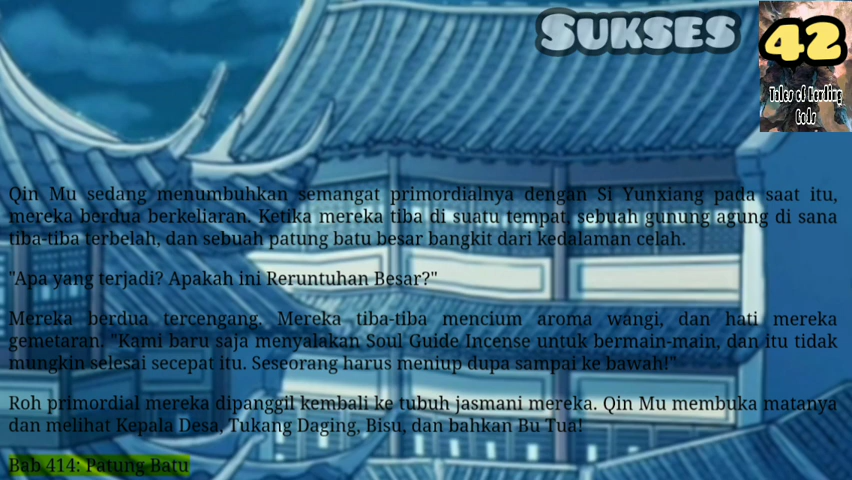 SUKSES
42
Tales of Herding
Gods
Qin Mu sedang menumbuhkan semangat primordialnya dengan Si Yunxiang pada saat itu,
mereka berdua berkeliaran. Ketika mereka tiba di suatu tempat, sebuah gunung agung di sana
tiba-tiba terbelah, dan sebuah patung batu besar bangkit dari kedalaman celah.
"Apa yang terjadi? Apakah ini Reruntuhan Besar?"
Mereka berdua tercengang. Mereka tiba-tiba mencium aroma wangi, dan hati mereka
gemetaran. "Kami baru saja menyalakan Soul Guide Incense untuk bermain-main, dan itu tidak
mungkin selesai secepat itu. Seseorang harus meniup dupa sampai ke bawah!"
Roh primordial mereka dipanggil kembali ke tubuh jasmani mereka. Qin Mu membuka matanya
dan melihat Kepala Desa, Tukang Daging, Bisu, dan bahkan Bu Tua!
Bab 414: Patung Batu